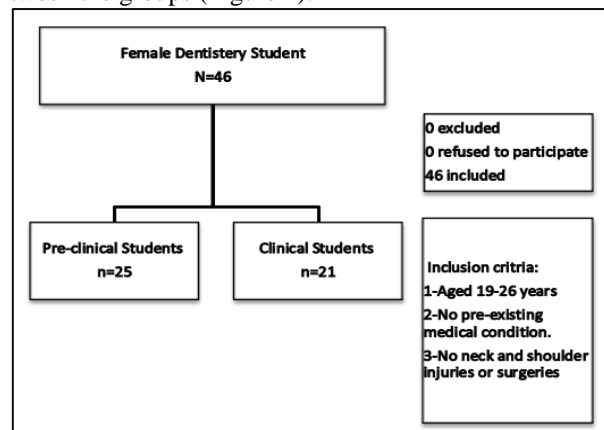 Female Dentistery Student
N=46
0 excluded
0 refused to participate
46 included
Pre-clinical Students
n=25
Clinical Students
n=21
Inclusion critria:
1-Aged 19-26 years
2-No pre-existing
medical condition.
3-No neck and shoulder
injuries or surgeries